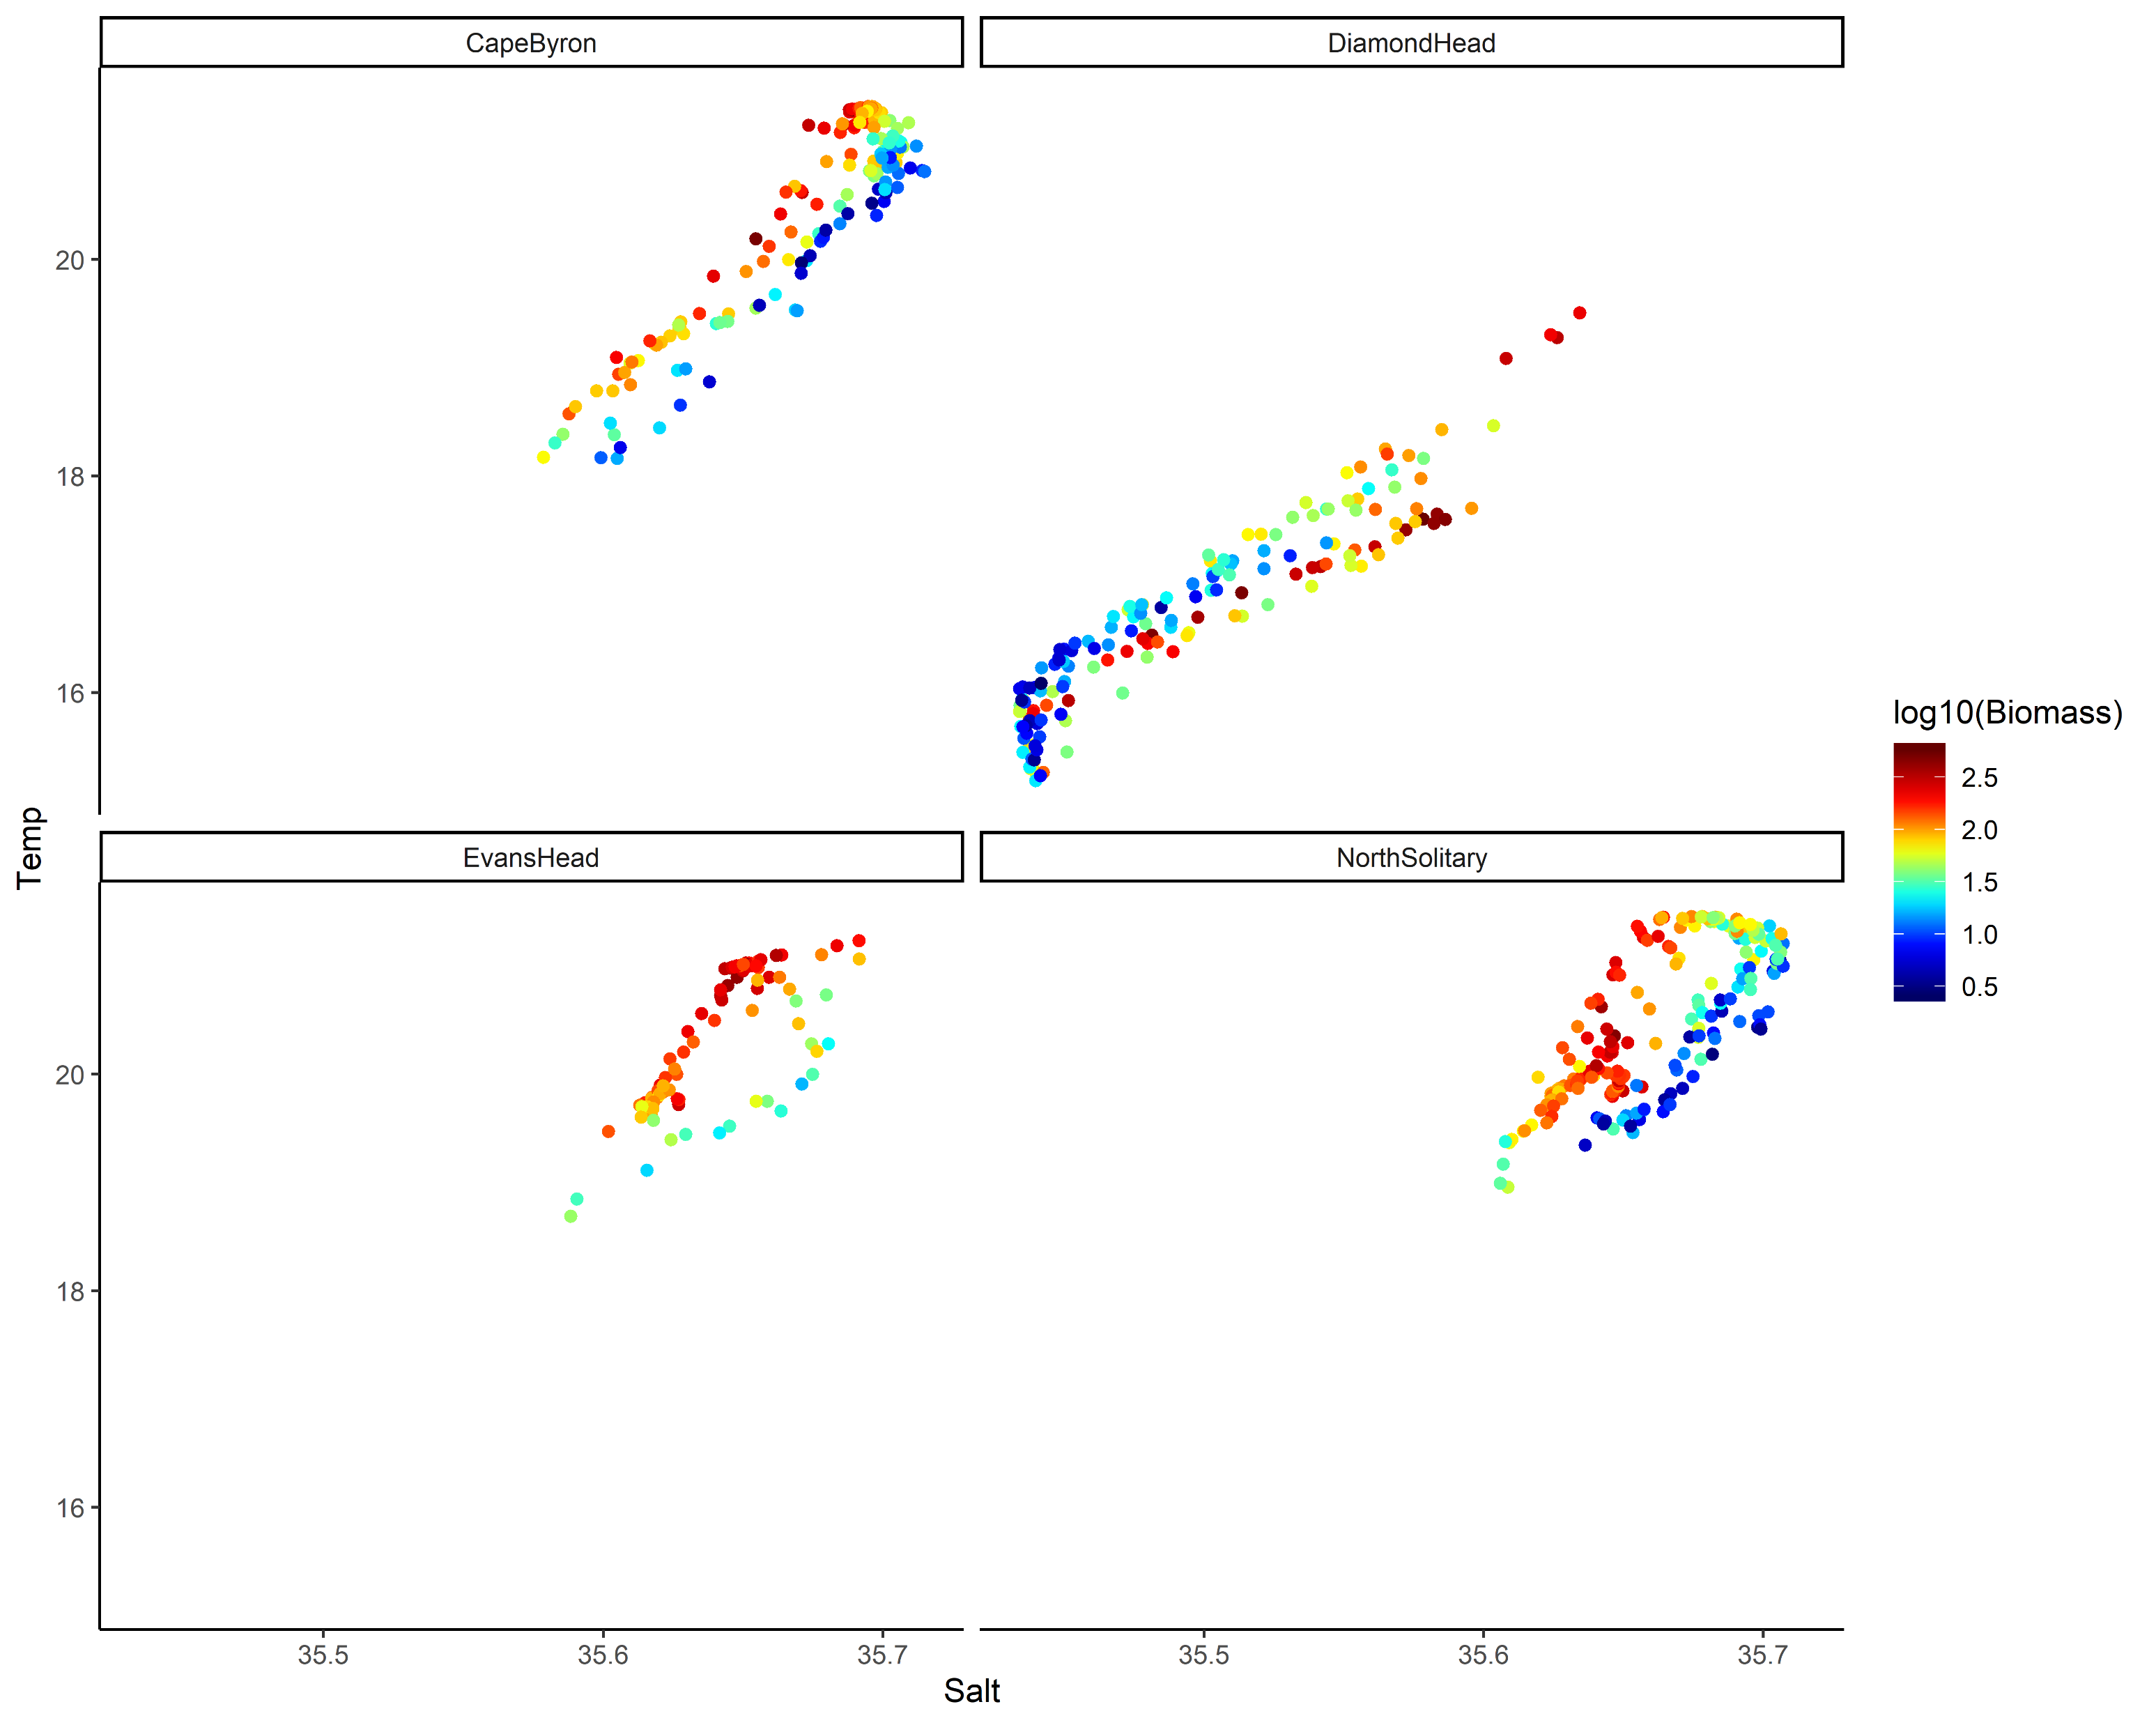 CapeByron
DiamondHead
20
18
16
EvansHead
NorthSolitary
20
18
16
35.5
35.6
35.7
35.5
35.6
35.7
Salt
Temp
log10(Biomass)
2.5
2.0
1.5
1.0
0.5